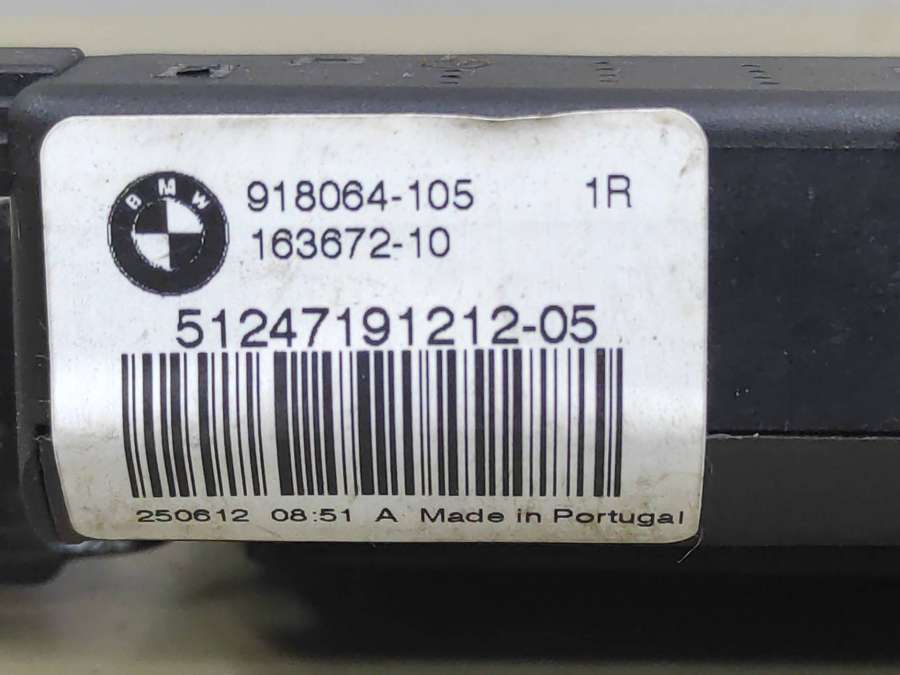 BMW
918064-105 1R
163672-10
51247191212-05
250612 08:51 A Made in Portugal